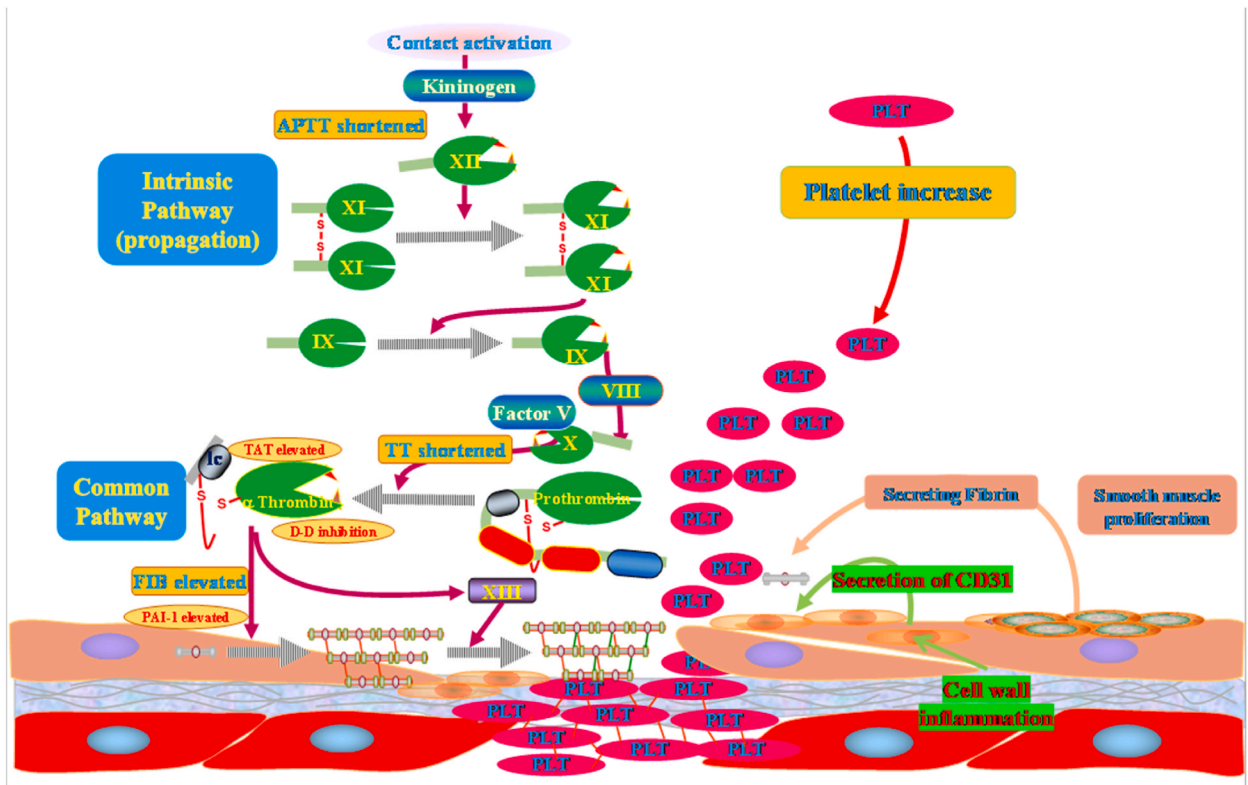 Contact activation
Kininogen
APTT shortened
XII
Intrinsic
Pathway
(propagation)
XI
S
S
XI
XI
S
S
XI
IX
IX
VIII
Factor V
X
TT shortened
TAT elevated
Ic
S
S
α Thrombin
Common
Pathway
D-D inhibition
Prothrombin
S
S
FIB elevated
XIII
PAI-1 elevated
PLT
Platelet increase
PLT
PLT
PLT
PLT
PLT
PLT
PLT
PLT
PLT
Secreting Fibrin
Smooth muscle
proliferation
Secretion of CD31
Cell wall
inflammation
PLT
PLT
PLT
PLT
PLT
PLT
PLT
PLT
PLT
PLT